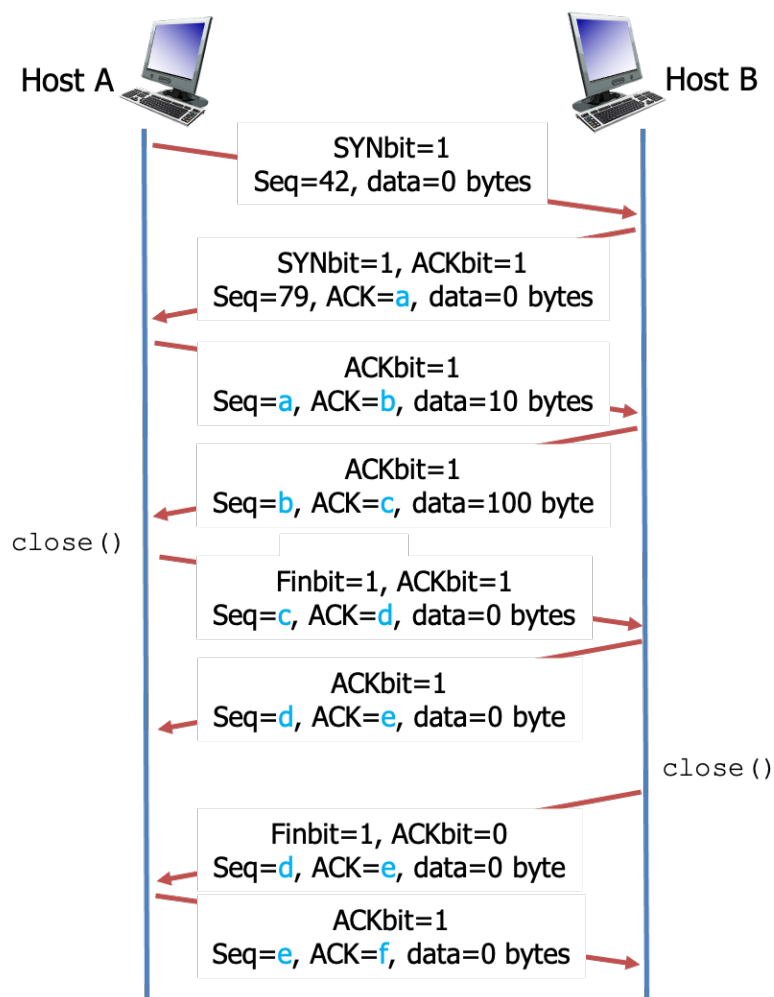 Host A
Host B
SYNbit=1
Seq=42, data=0 bytes
SYNbit=1, ACKbit=1
Seq=79, ACK=a, data=0 bytes
ACKbit=1
Seq=a, ACK=b, data=10 bytes
ACKbit=1
Seq=b, ACK=c, data=100 byte
close()
Finbit=1, ACKbit=1
Seq=c, ACK=d, data=0 bytes
ACKbit=1
Seq=d, ACK=e, data=0 byte
close()
Finbit=1, ACKbit=0
Seq=d, ACK=e, data=0 byte
ACKbit=1
Seq=e, ACK=f, data=0 bytes